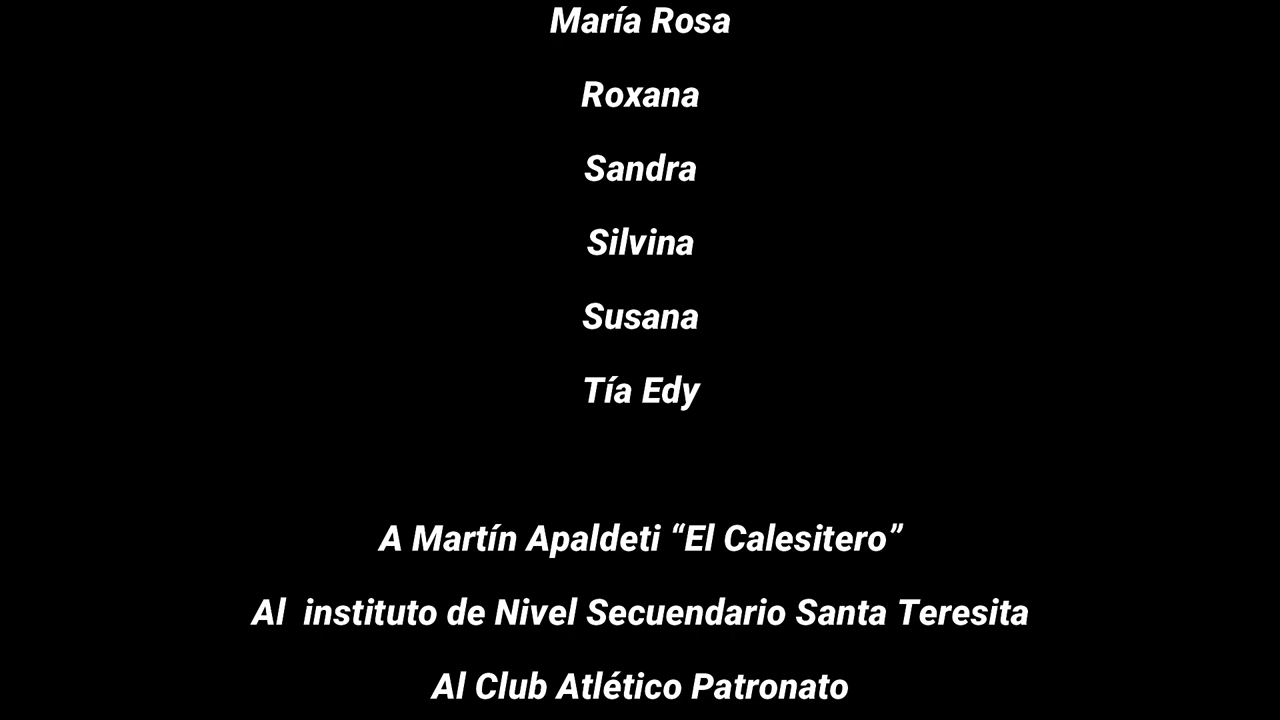 María Rosa
Roxana
Sandra
Silvina
Susana
Tía Edy
A Martín Apaldeti “El Calesitero”
Al  instituto de Nivel Secuendario Santa Teresita
Al Club Atlético Patronato